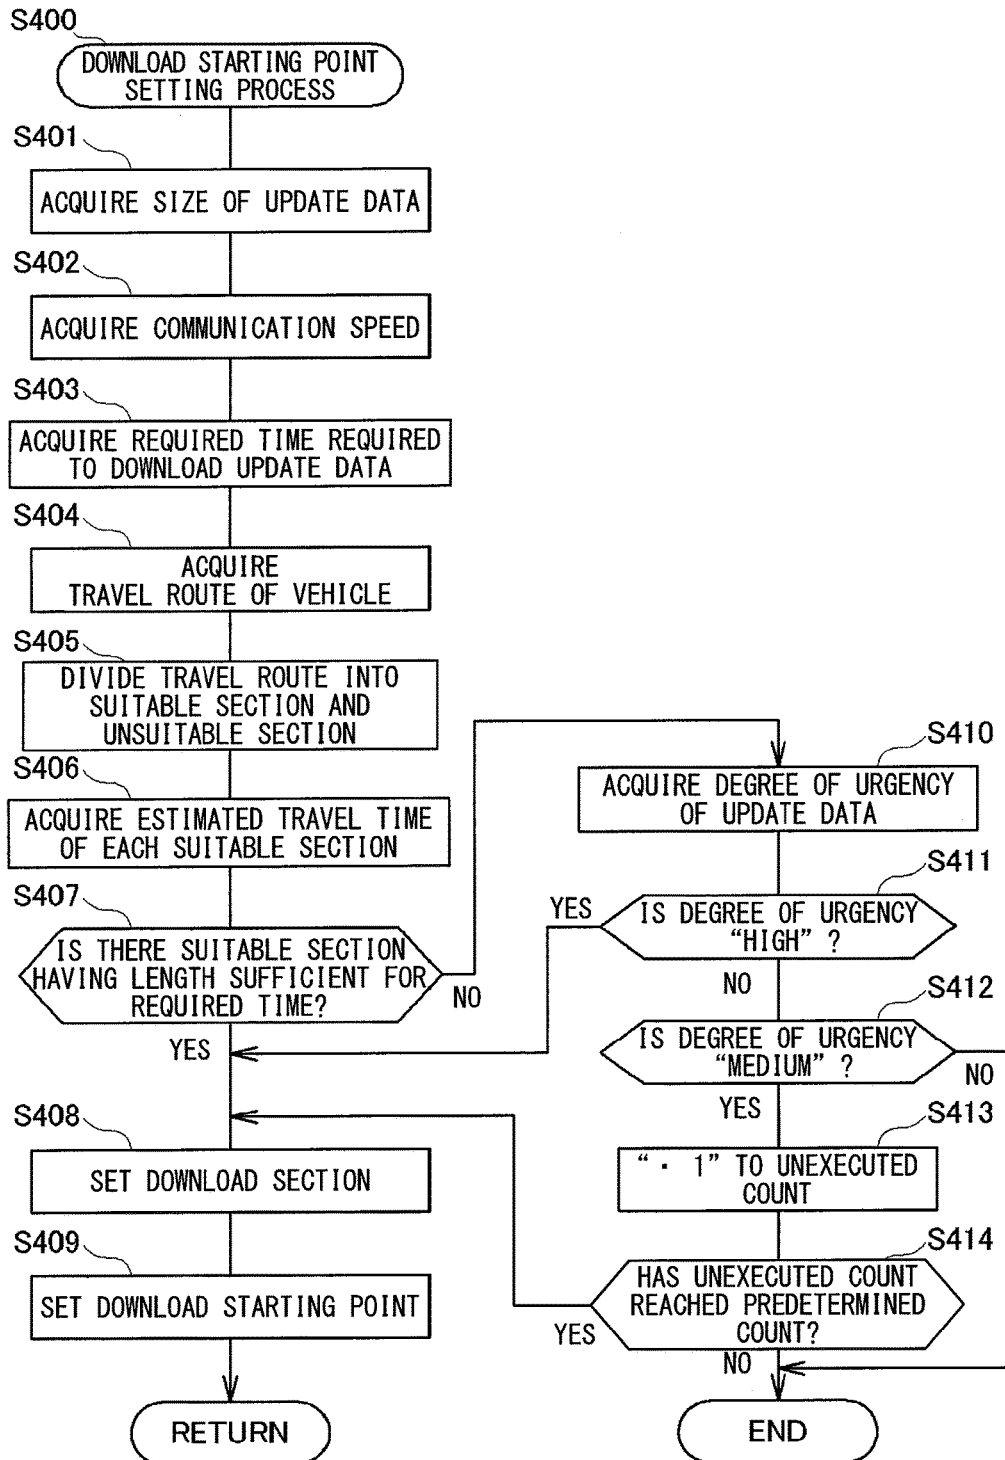 S400
DOWNLOAD STARTING POINT
SETTING PROCESS
S401
ACQUIRE SIZE OF UPDATE DATA
S402
ACQUIRE COMMUNICATION SPEED
S403
ACQUIRE REQUIRED TIME REQUIRED
TO DOWNLOAD UPDATE DATA
S404
ACQUIRE
TRAVEL ROUTE OF VEHICLE
S405
DIVIDE TRAVEL ROUTE INTO
SUITABLE SECTION AND
UNSUITABLE SECTION
S406
ACQUIRE ESTIMATED TRAVEL TIME
OF EACH SUITABLE SECTION
S407
IS THERE SUITABLE SECTION
HAVING LENGTH SUFFICIENT FOR
REQUIRED TIME?
NO
YES
S408
SET DOWNLOAD SECTION
S409
SET DOWNLOAD STARTING POINT
RETURN
S410
ACQUIRE DEGREE OF URGENCY
OF UPDATE DATA
S411
YES
IS DEGREE OF URGENCY
“HIGH” ?
NO
S412
IS DEGREE OF URGENCY
“MEDIUM” ?
NO
YES
S413
“・ 1” TO UNEXECUTED
COUNT
S414
HAS UNEXECUTED COUNT
REACHED PREDETERMINED
COUNT?
YES
NO
END